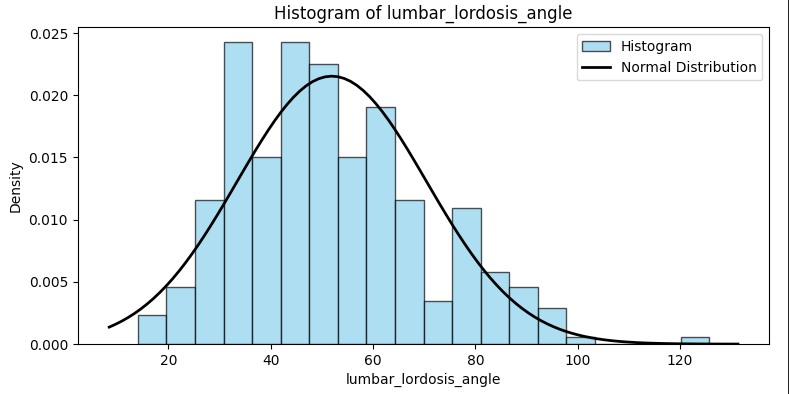 Histogram of lumbar_lordosis_angle
Histogram
Normal Distribution
Density
0.025
0.020
0.015
0.010
0.005
0.000
20 40 60 80 100 120
lumbar_lordosis_angle